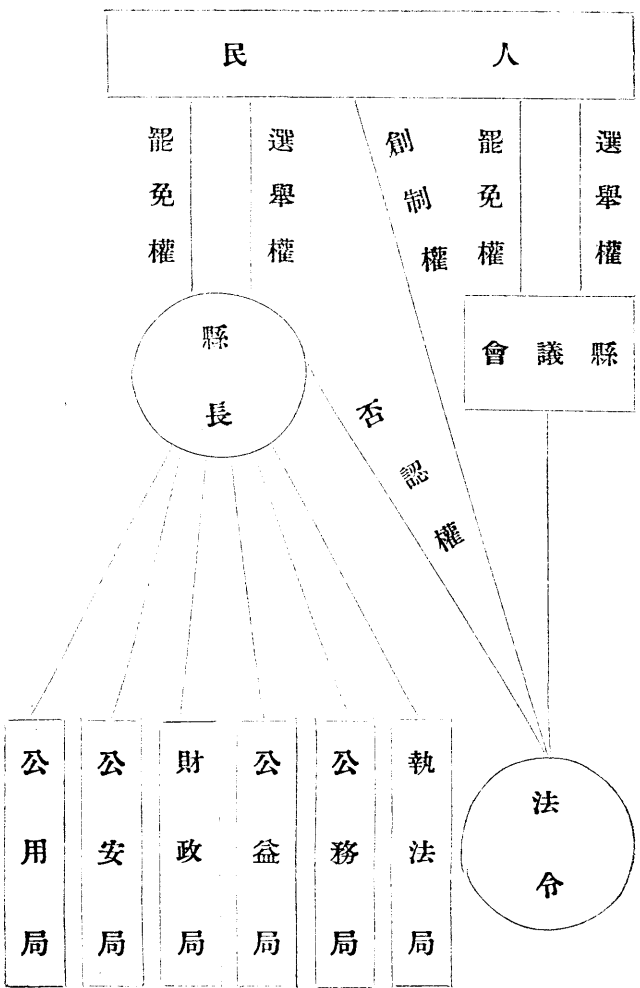 人民
選舉權
罷免權
創制權
選舉權
罷免權
縣議會
縣長
否認權
法令
執法局
公務局
公益局
財政局
公安局
公用局